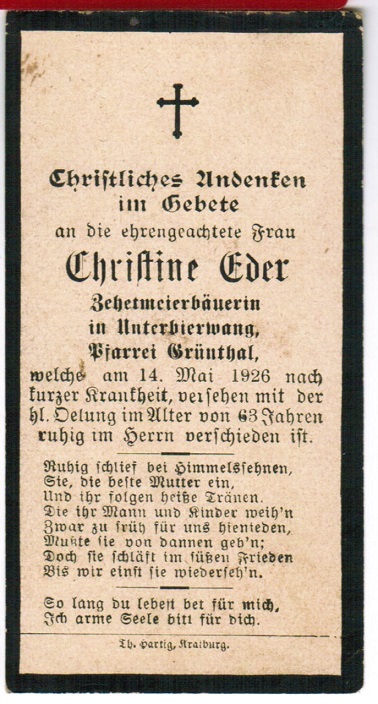 Christliches Andenken
im Gebete
an die ehrengeachtete Frau
Christine Eder
Zehetmeierbäuerin
in Unterbierwang,
Pfarrei Grünthal,
welche am 14. Mai 1926 nach
kurzer Krankheit, versehen mit der
hl. Oelung im Alter von 63 Jahren
ruhig im Herrn verschieden ist.
Ruhig schlief bei Himmelssehnen,
Sie, die beste Mutter ein,
Und ihr folgen heiße Tränen.
Die ihr Mann und Kinder weih'n
Zwar zu früh für uns hienieden,
Mußte sie von dannen geh'n;
Doch sie schläft im süßen Frieden
Bis wir einst sie wiederseh'n.
So lang du lebest bet für mich,
Ich arme Seele bitt für dich.
Th. Hartig, Kraiburg.